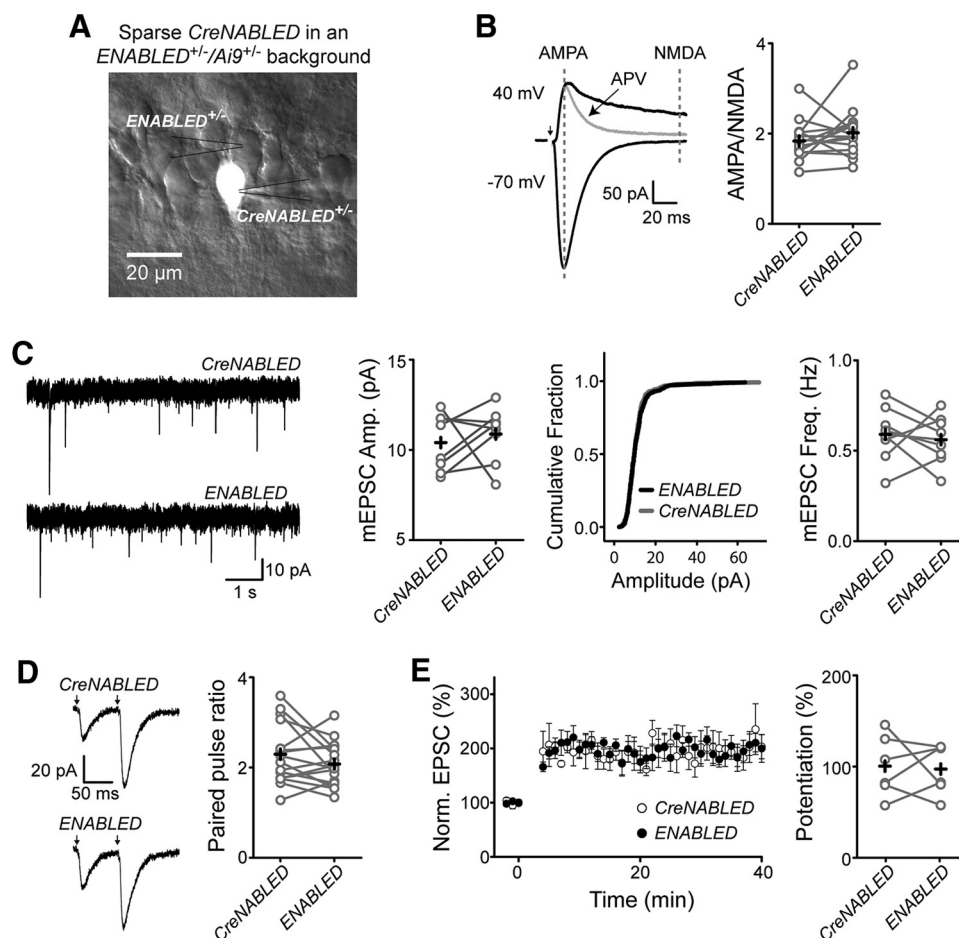 A
Sparse CreNABLED in an
ENABLED+/-/Ai9+/- background
ENABLED+/-
CreNABLED+/-
20 µm
B
AMPA
NMDA
40 mV
APV
-70 mV
50 pA
20 ms
AMPA/NMDA
4
2
0
CreNABLED
ENABLED
C
CreNABLED
ENABLED
10 pA
1 s
mEPSC Amp. (pA)
15
10
5
CreNABLED
ENABLED
Cumulative Fraction
1.0
0.5
0.0
ENABLED
CreNABLED
0
20
40
60
Amplitude (pA)
mEPSC Freq. (Hz)
1.0
0.5
0.0
CreNABLED
ENABLED
D
CreNABLED
20 pA
50 ms
ENABLED
Paired pulse ratio
4
2
0
CreNABLED
ENABLED
E
Norm. EPSC (%)
300
200
100
0
CreNABLED
ENABLED
0
20
40
Time (min)
Potentiation (%)
200
100
0
CreNABLED
ENABLED